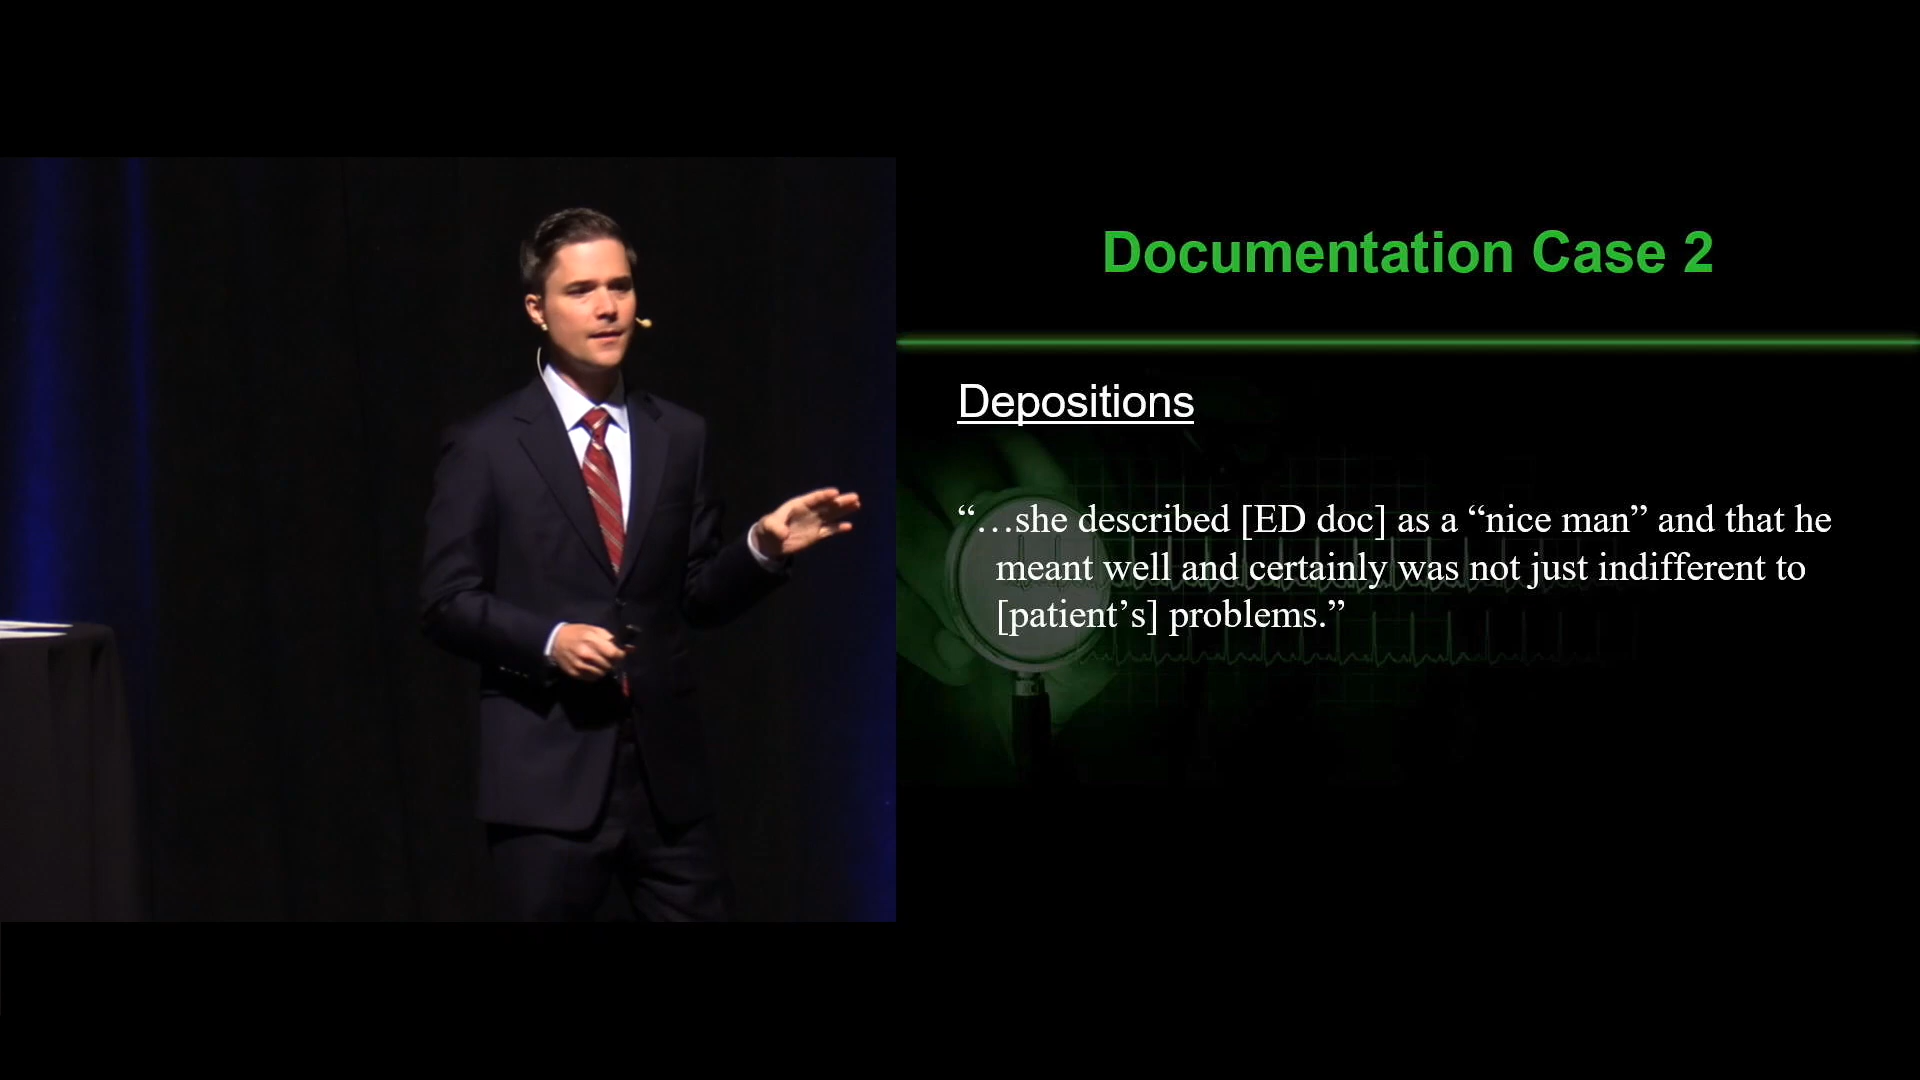 Documentation Case 2
Depositions
“…she described [ED doc] as a “nice man” and that he
meant well and certainly was not just indifferent to
[patient’s] problems.”